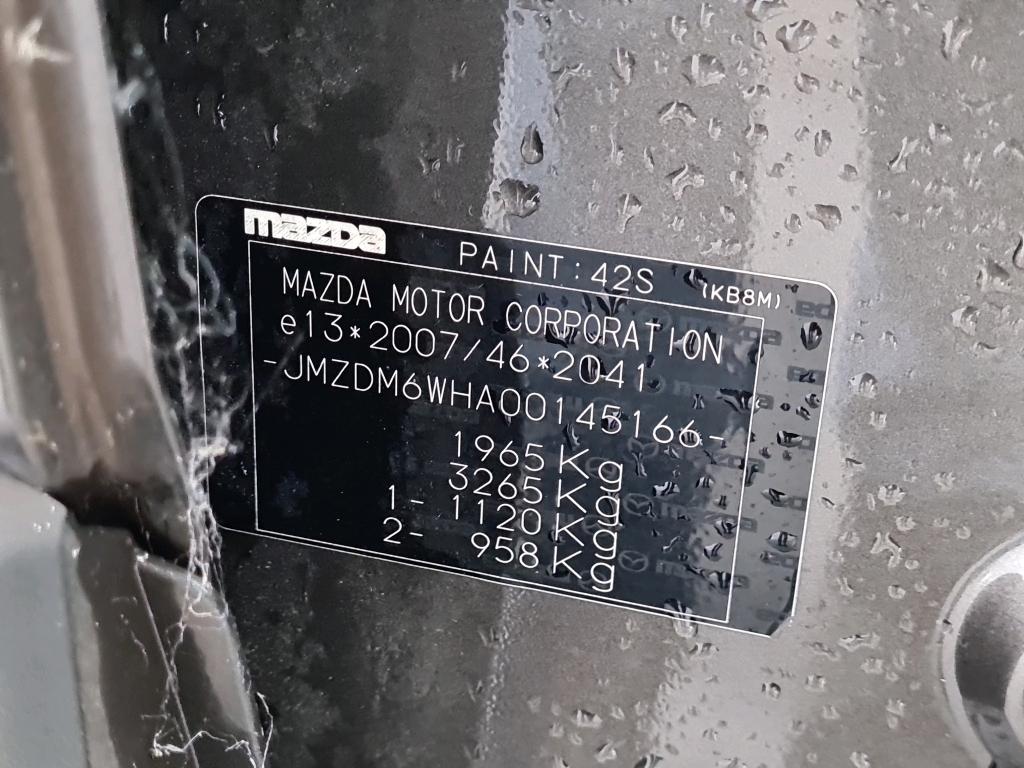 mazda PAINT:42S (KB8M)
MAZDA MOTOR CORPORATION
e13*2007/46*2041
-JMZDM6WHA00145166-
1965 Kg
3265 Kg
1- 1120 Kg
2- 958 Kg